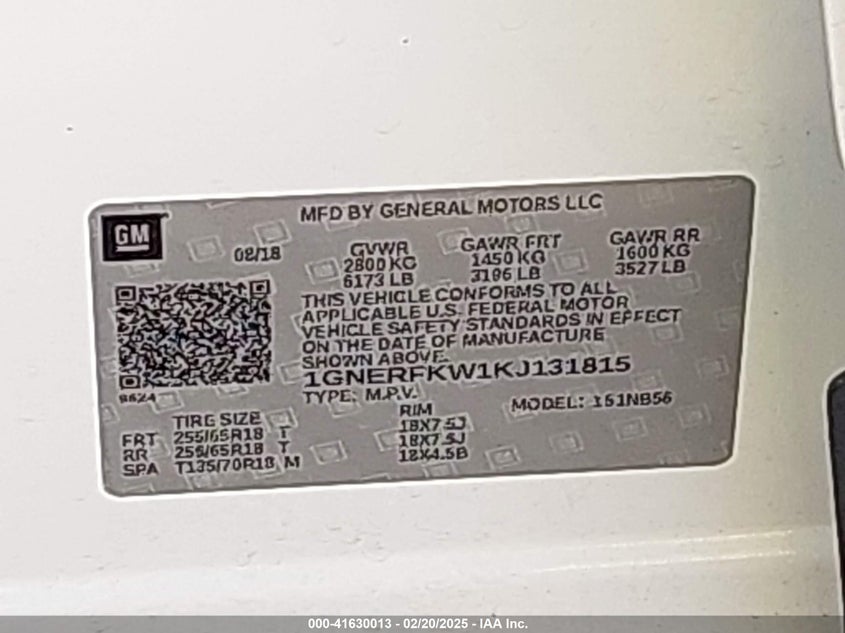 MFD BY GENERAL MOTORS LLC
GM
08/18
GVWR GAWR FRT GAWR RR
2800 KG 1450 KG 1600 KG
6173 LB 3196 LB 3527 LB
THIS VEHICLE CONFORMS TO ALL
APPLICABLE U.S. FEDERAL MOTOR
VEHICLE SAFETY STANDARDS IN EFFECT
ON THE DATE OF MANUFACTURE
SHOWN ABOVE.
1GNERFKW1KJ131815
TYPE: M.P.V. MODEL: 1S1NB56
TIRE SIZE RIM
FRT 255/65R18 T 18X7.5J
RR 255/65R18 T 18X7.5J
SPA T135/70R18 M 18X4.5B
000-41630013 - 02/20/2025 - IAA Inc.